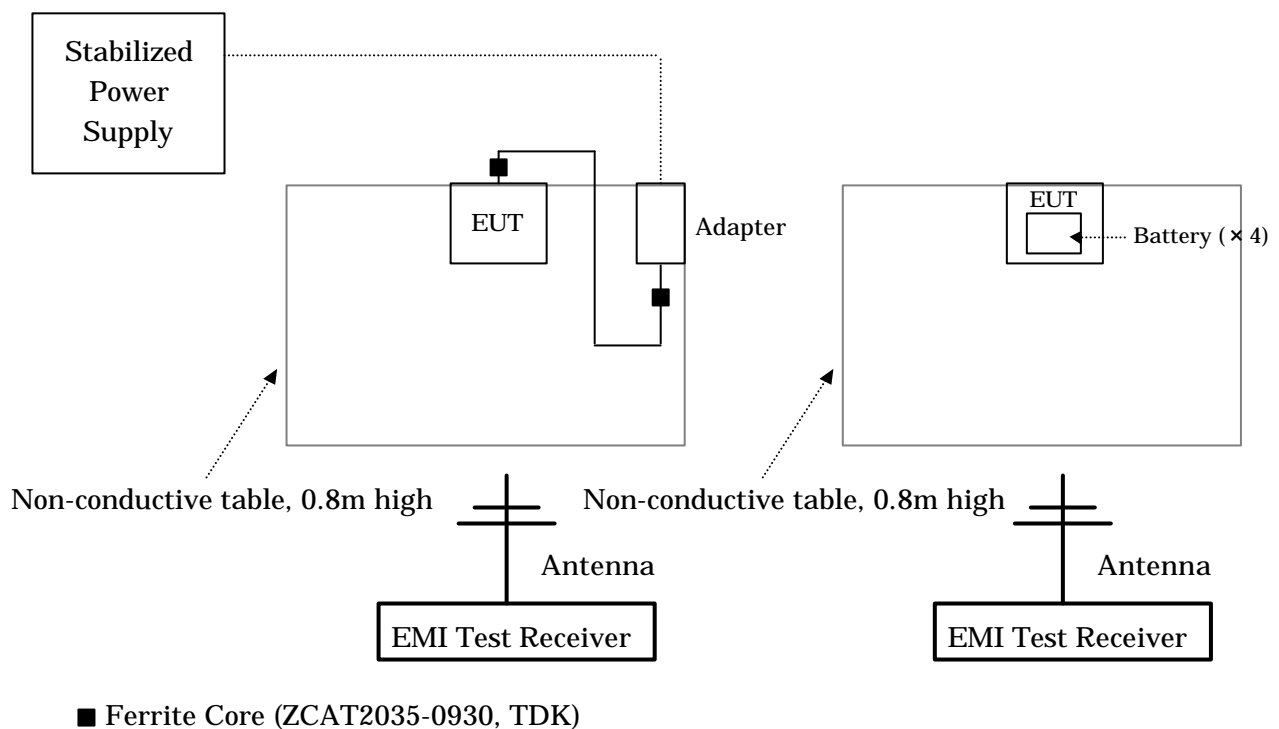 Stabilized
Power
Supply
EUT
Adapter
EUT
Battery (×4)
Non-conductive table, 0.8m high
Non-conductive table, 0.8m high
Antenna
Antenna
EMI Test Receiver
EMI Test Receiver
■ Ferrite Core (ZCAT2035-0930, TDK)